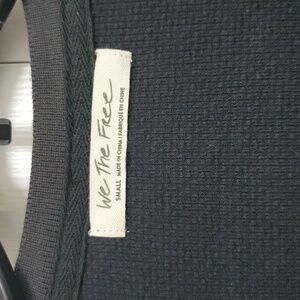 We The Free
SMALL
MADE IN CHINA / FABRIQUÉ EN CHINE